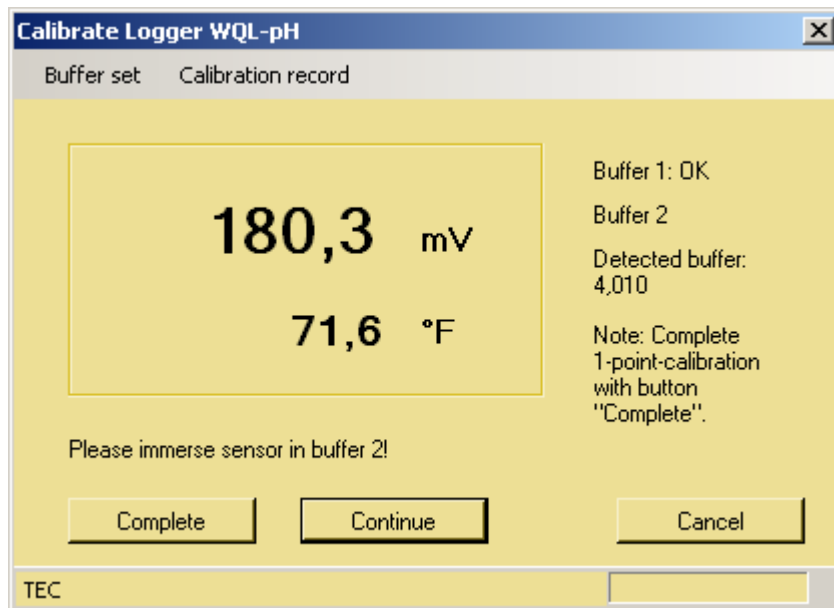 Calibrate Logger WQL-pH
Buffer set Calibration record
180,3 mV
71,6 °F
Buffer 1: OK
Buffer 2
Detected buffer:
4,010
Note: Complete
1-point-calibration
with button
"Complete".
Please immerse sensor in buffer 2!
Complete Continue Cancel
TEC